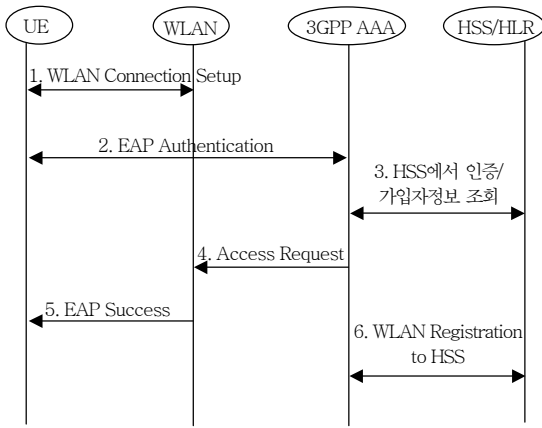 UE
WLAN
3GPP AAA
HSS/HLR
1. WLAN Connection Setup
2. EAP Authentication
3. HSS에서 인증/
가입자정보 조회
4. Access Request
5. EAP Success
6. WLAN Registration
to HSS